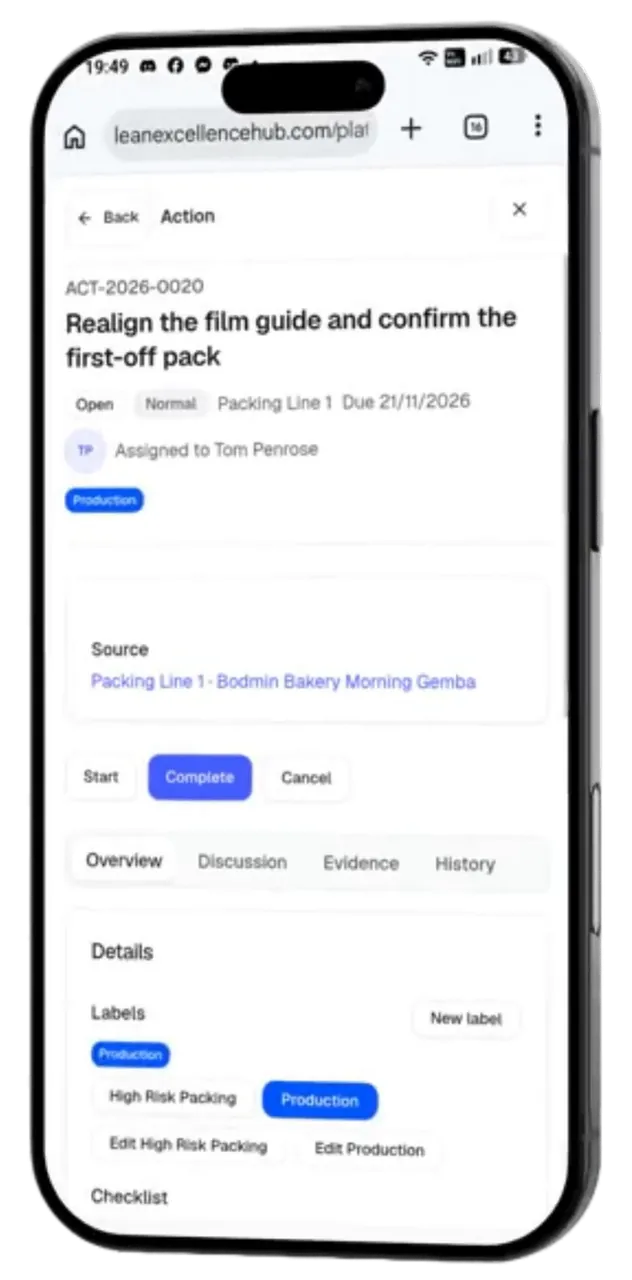 19:49
leanexcellencehub.com/plat
16
← Back Action ×
ACT-2026-0020
Realign the film guide and confirm the
first-off pack
Open Normal Packing Line 1 Due 21/11/2026
TP Assigned to Tom Penrose
Production
Source
Packing Line 1 · Bodmin Bakery Morning Gemba
Start Complete Cancel
Overview Discussion Evidence History
Details
Labels New label
Production
High Risk Packing Production
Edit High Risk Packing Edit Production
Checklist